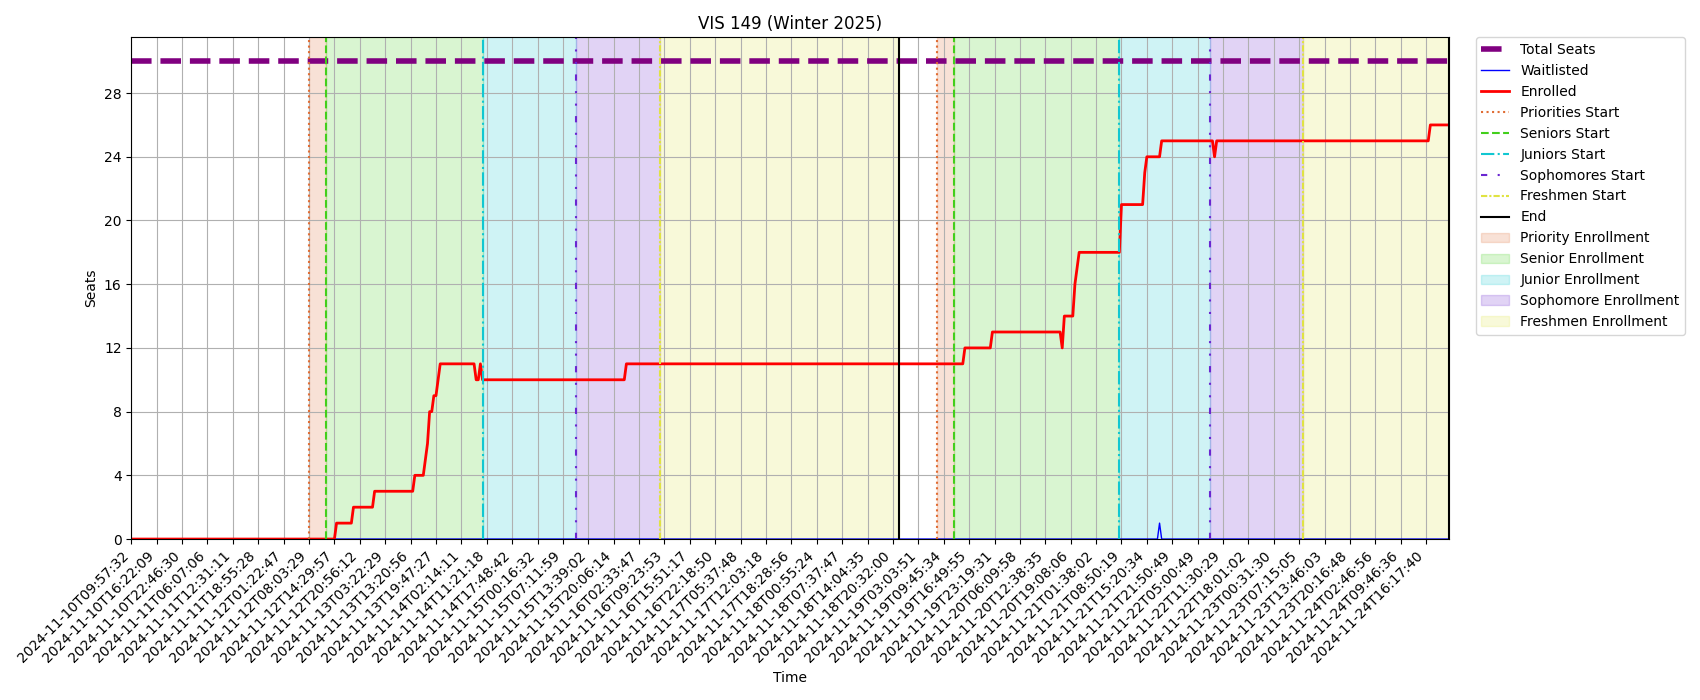 VIS 149 (Winter 2025)
Total Seats
Waitlisted
Enrolled
Priorities Start
Seniors Start
Juniors Start
Sophomores Start
Freshmen Start
End
Priority Enrollment
Senior Enrollment
Junior Enrollment
Sophomore Enrollment
Freshmen Enrollment
Seats
28
24
20
16
12
8
4
0
2024-11-10T09:57:32
2024-11-10T16:22:09
2024-11-10T22:46:30
2024-11-11T06:07:06
2024-11-11T12:31:11
2024-11-11T18:55:28
2024-11-12T01:22:47
2024-11-12T08:03:29
2024-11-12T14:29:57
2024-11-12T20:56:12
2024-11-13T03:22:29
2024-11-13T13:20:56
2024-11-13T19:47:27
2024-11-14T02:14:11
2024-11-14T11:21:18
2024-11-14T17:48:42
2024-11-15T00:16:32
2024-11-15T07:11:59
2024-11-15T13:39:02
2024-11-15T20:06:14
2024-11-16T02:33:47
2024-11-16T09:23:53
2024-11-16T15:51:17
2024-11-16T22:18:50
2024-11-17T05:37:48
2024-11-17T12:03:18
2024-11-17T18:28:56
2024-11-18T00:55:24
2024-11-18T07:37:47
2024-11-18T14:04:35
2024-11-18T20:32:00
2024-11-19T03:03:51
2024-11-19T09:45:34
2024-11-19T16:49:55
2024-11-19T23:19:31
2024-11-20T06:09:58
2024-11-20T12:38:35
2024-11-20T19:08:06
2024-11-21T01:38:02
2024-11-21T08:50:19
2024-11-21T15:20:34
2024-11-21T21:50:49
2024-11-22T05:00:49
2024-11-22T11:30:29
2024-11-22T18:01:02
2024-11-23T00:31:30
2024-11-23T07:15:05
2024-11-23T13:46:03
2024-11-23T20:16:48
2024-11-24T02:46:56
2024-11-24T09:46:36
2024-11-24T16:17:40
Time